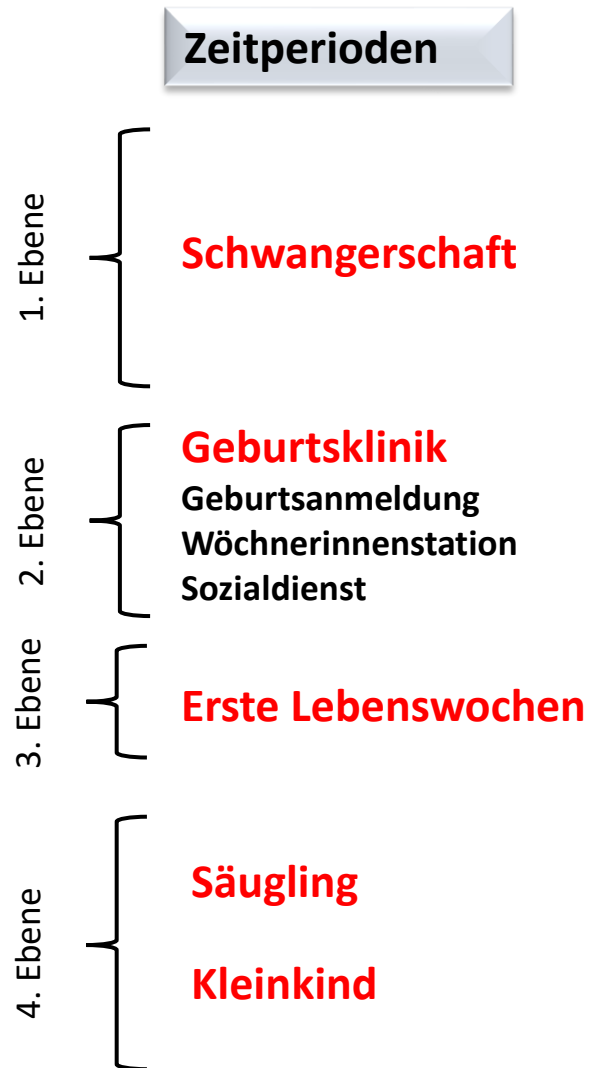 Zeitperioden
1. Ebene
Schwangerschaft
2. Ebene
Geburtsklinik
Geburtsanmeldung
Wöchnerinnenstation
Sozialdienst
3. Ebene
Erste Lebenswochen
4. Ebene
Säugling
Kleinkind